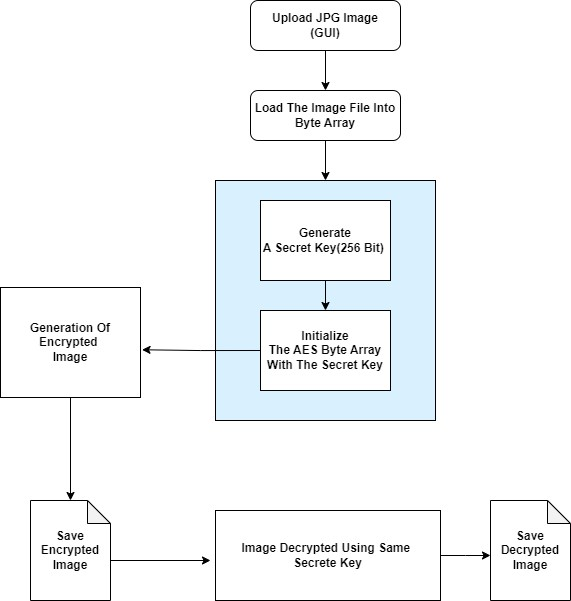 Upload JPG Image
(GUI)
Load The Image File Into
Byte Array
Generate
A Secret Key(256 Bit)
Initialize
The AES Byte Array
With The Secret Key
Generation Of
Encrypted
Image
Save
Encrypted
Image
Image Decrypted Using Same
Secrete Key
Save
Decrypted
Image